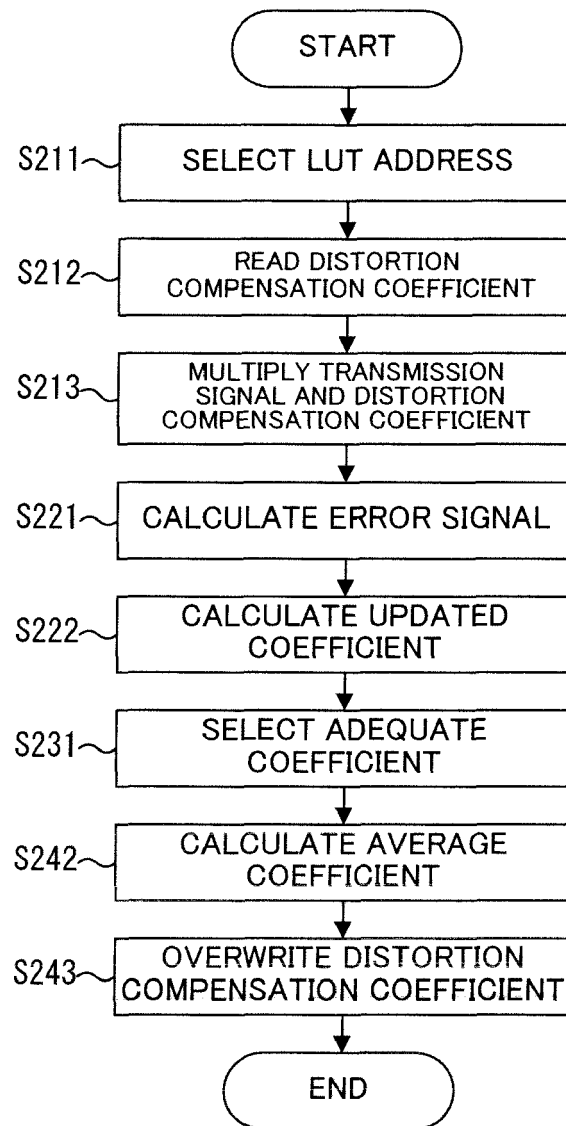 START
S211 SELECT LUT ADDRESS
S212 READ DISTORTION
COMPENSATION COEFFICIENT
S213 MULTIPLY TRANSMISSION
SIGNAL AND DISTORTION
COMPENSATION COEFFICIENT
S221 CALCULATE ERROR SIGNAL
S222 CALCULATE UPDATED
COEFFICIENT
S231 SELECT ADEQUATE
COEFFICIENT
S242 CALCULATE AVERAGE
COEFFICIENT
S243 OVERWRITE DISTORTION
COMPENSATION COEFFICIENT
END